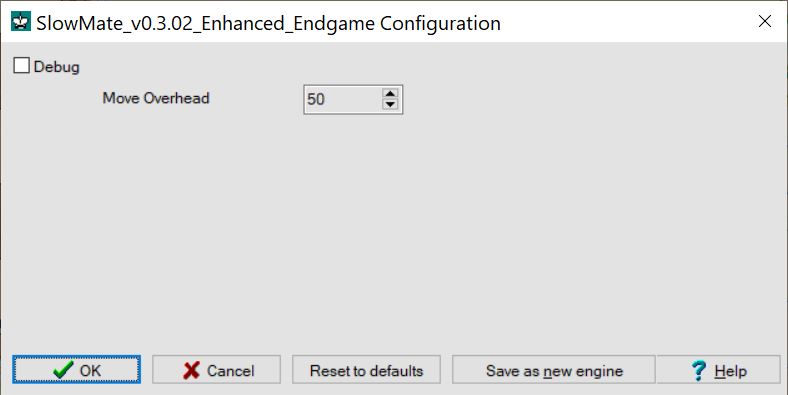 SlowMate_v0.3.02_Enhanced_Endgame Configuration
Debug
Move Overhead 50
OK Cancel Reset to defaults Save as new engine Help